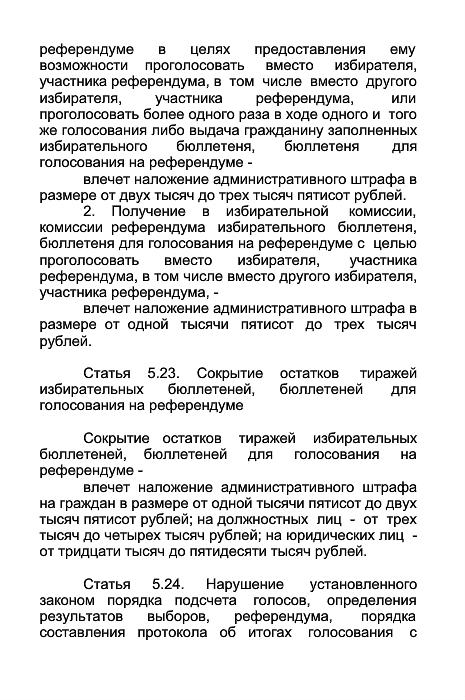 референдуме в целях предоставления ему
возможности проголосовать вместо избирателя,
участника референдума, в том числе вместо другого
избирателя, участника референдума, или
проголосовать более одного раза в ходе одного и того
же голосования либо выдача гражданину заполненных
избирательного бюллетеня, бюллетеня для
голосования на референдуме -
влечет наложение административного штрафа в
размере от двух тысяч до трех тысяч пятисот рублей.
2. Получение в избирательной комиссии,
комиссии референдума избирательного бюллетеня,
бюллетеня для голосования на референдуме с целью
проголосовать вместо избирателя, участника
референдума, в том числе вместо другого избирателя,
участника референдума, -
влечет наложение административного штрафа в
размере от одной тысячи пятисот до трех тысяч
рублей.
Статья 5.23. Сокрытие остатков тиражей
избирательных бюллетеней, бюллетеней для
голосования на референдуме
Сокрытие остатков тиражей избирательных
бюллетеней, бюллетеней для голосования на
референдуме -
влечет наложение административного штрафа
на граждан в размере от одной тысячи пятисот до двух
тысяч пятисот рублей; на должностных лиц - от трех
тысяч до четырех тысяч рублей; на юридических лиц -
от тридцати тысяч до пятидесяти тысяч рублей.
Статья 5.24. Нарушение установленного
законом порядка подсчета голосов, определения
результатов выборов, референдума, порядка
составления протокола об итогах голосования с